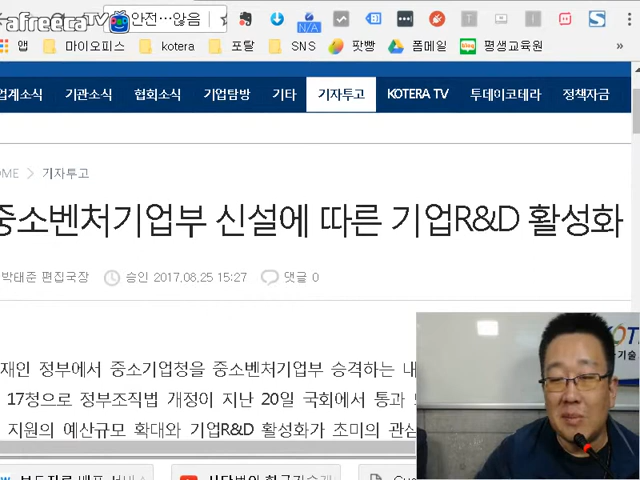 afreecaTV 안전…않음 N/A T S
앱 마이오피스 kotera 포탈 SNS 팟빵 폼메일 blog 평생교육원 »
업계소식 기관소식 협회소식 기업탐방 기타 기자투고 KOTERA TV 투데이코테라 정책자금
HOME > 기자투고
중소벤처기업부 신설에 따른 기업R&D 활성화
박태준 편집국장 승인 2017.08.25 15:27 댓글 0
재인 정부에서 중소기업청을 중소벤처기업부 승격하는 내
17청으로 정부조직법 개정이 지난 20일 국회에서 통과
지원의 예산규모 확대와 기업R&D 활성화가 초미의 관심
KOTE
기술